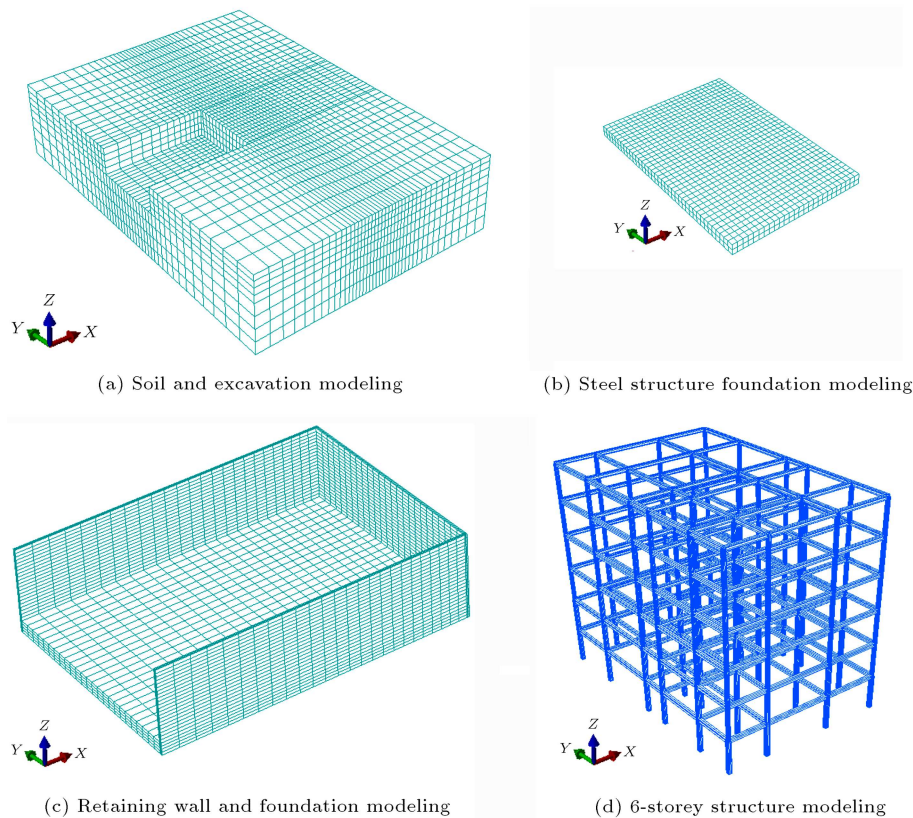 Z
Y
X
(a) Soil and excavation modeling
Z
Y
X
(b) Steel structure foundation modeling
Z
Y
X
(c) Retaining wall and foundation modeling
Z
Y
X
(d) 6-storey structure modeling